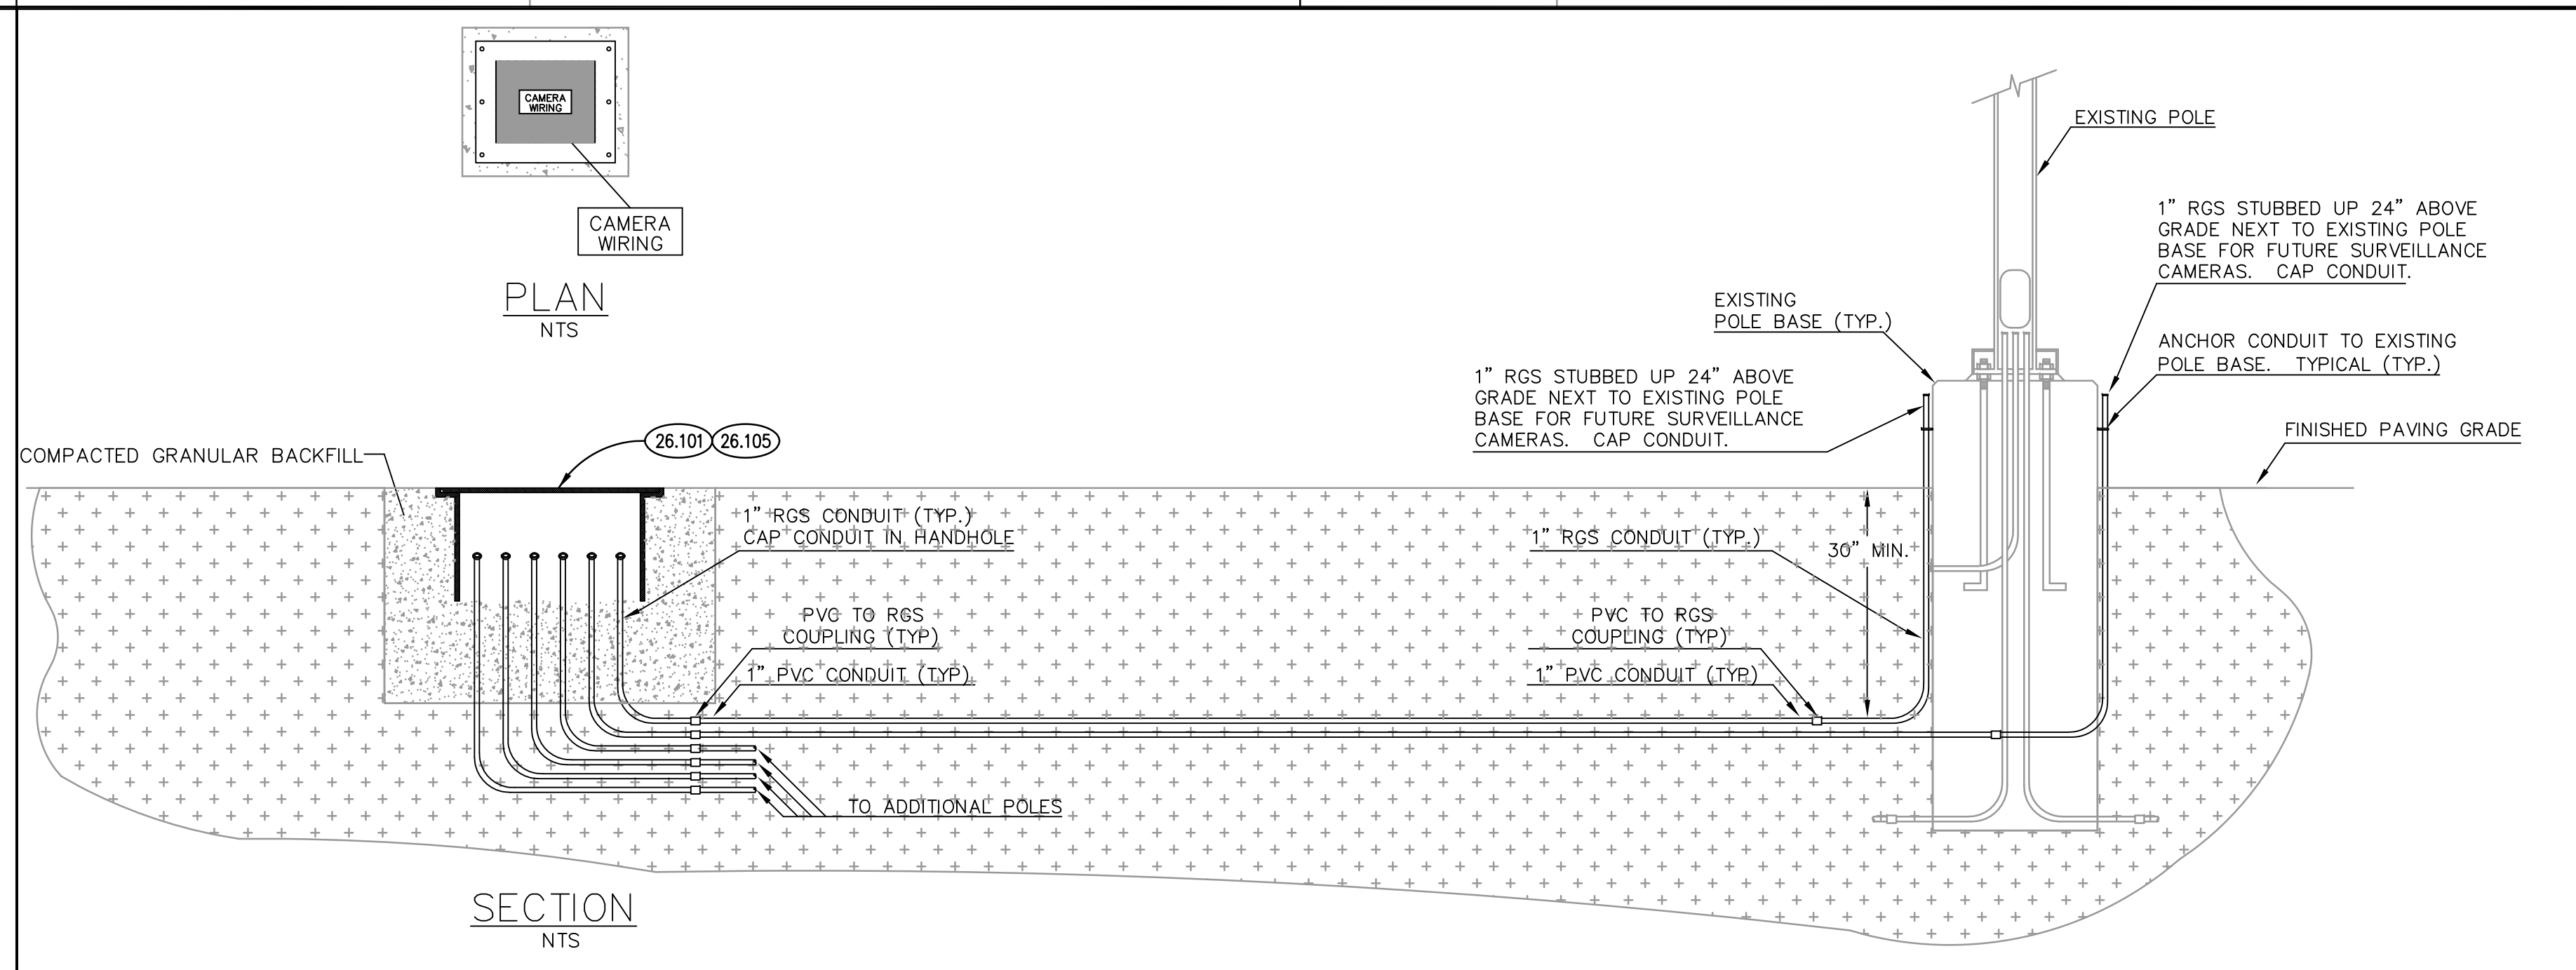 CAMERA
WIRING
CAMERA
WIRING
PLAN
NTS
EXISTING POLE
1” RGS STUBBED UP 24” ABOVE
GRADE NEXT TO EXISTING POLE
BASE FOR FUTURE SURVEILLANCE
CAMERAS. CAP CONDUIT.
EXISTING
POLE BASE (TYP.)
ANCHOR CONDUIT TO EXISTING
POLE BASE. TYPICAL (TYP.)
1” RGS STUBBED UP 24” ABOVE
GRADE NEXT TO EXISTING POLE
BASE FOR FUTURE SURVEILLANCE
CAMERAS. CAP CONDUIT.
FINISHED PAVING GRADE
26.101 26.105
COMPACTED GRANULAR BACKFILL
1” RGS CONDUIT (TYP.)
CAP CONDUIT IN HANDHOLE
1” RGS CONDUIT (TYP.)
30” MIN.
PVC TO RGS
COUPLING (TYP)
1” PVC CONDUIT (TYP)
PVC TO RGS
COUPLING (TYP)
1” PVC CONDUIT (TYP)
TO ADDITIONAL POLES
SECTION
NTS